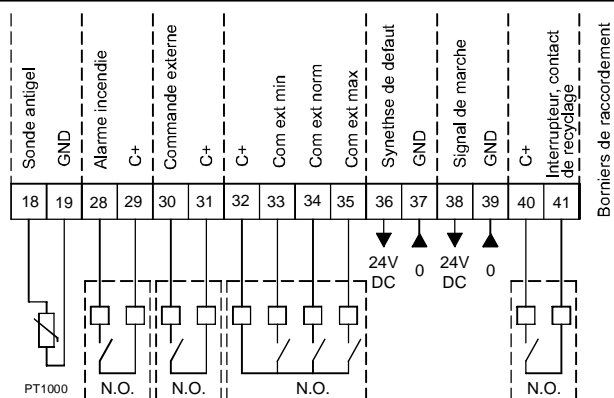 Sonde antigel
GND
Alarme incendie
C+
Commande externe
C+
C+
Com ext min
Com ext norm
Com ext max
Synethse de defaut
GND
Signal de marche
GND
C+
Interrupteur, contact
de recyclage
Borniers de raccordement
18 19 28 29 30 31 32 33 34 35 36 37 38 39 40 41
24V
DC
0
24V
DC
0
PT1000
N.O.
N.O.
N.O.
N.O.